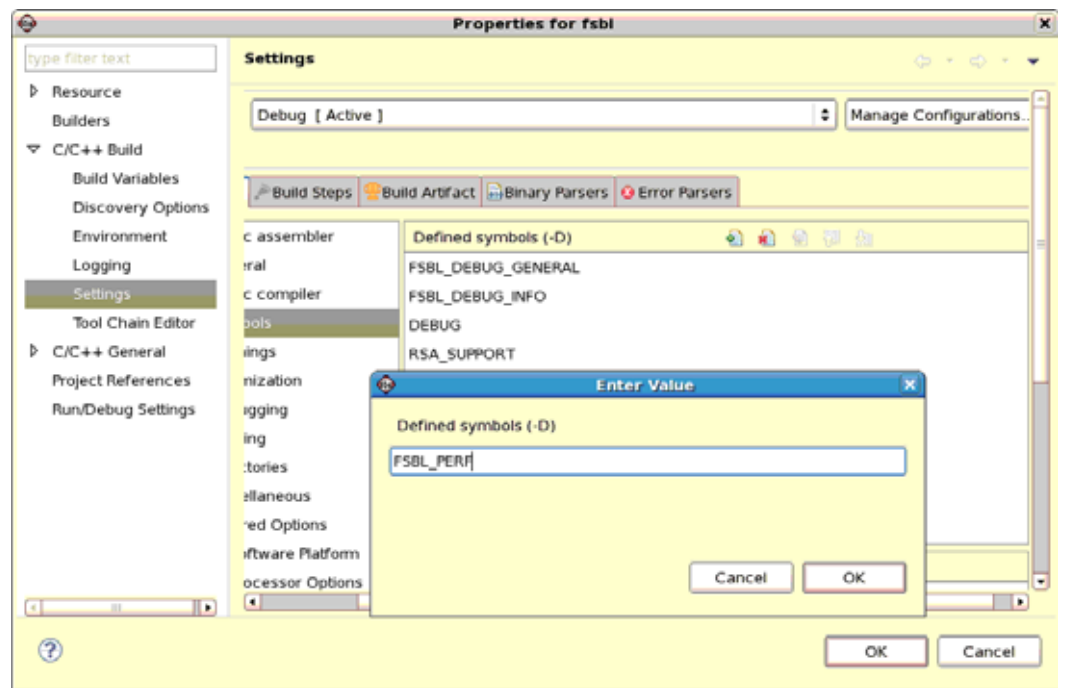 Properties for fsbl
type filter text
Settings
Resource
Builders
C/C++ Build
Build Variables
Discovery Options
Environment
Logging
Settings
Tool Chain Editor
C/C++ General
Project References
Run/Debug Settings
Debug [ Active ]
Manage Configurations..
Build Steps
Build Artifact
Binary Parsers
Error Parsers
c assembler
eral
c compiler
ools
ings
nization
ugging
ing
ctories
ellaneous
red Options
oftware Platform
ocessor Options
Defined symbols (-D)
FSBL_DEBUG_GENERAL
FSBL_DEBUG_INFO
DEBUG
RSA_SUPPORT
Enter Value
Defined symbols (-D)
FSBL_PERF
Cancel
OK
OK
Cancel